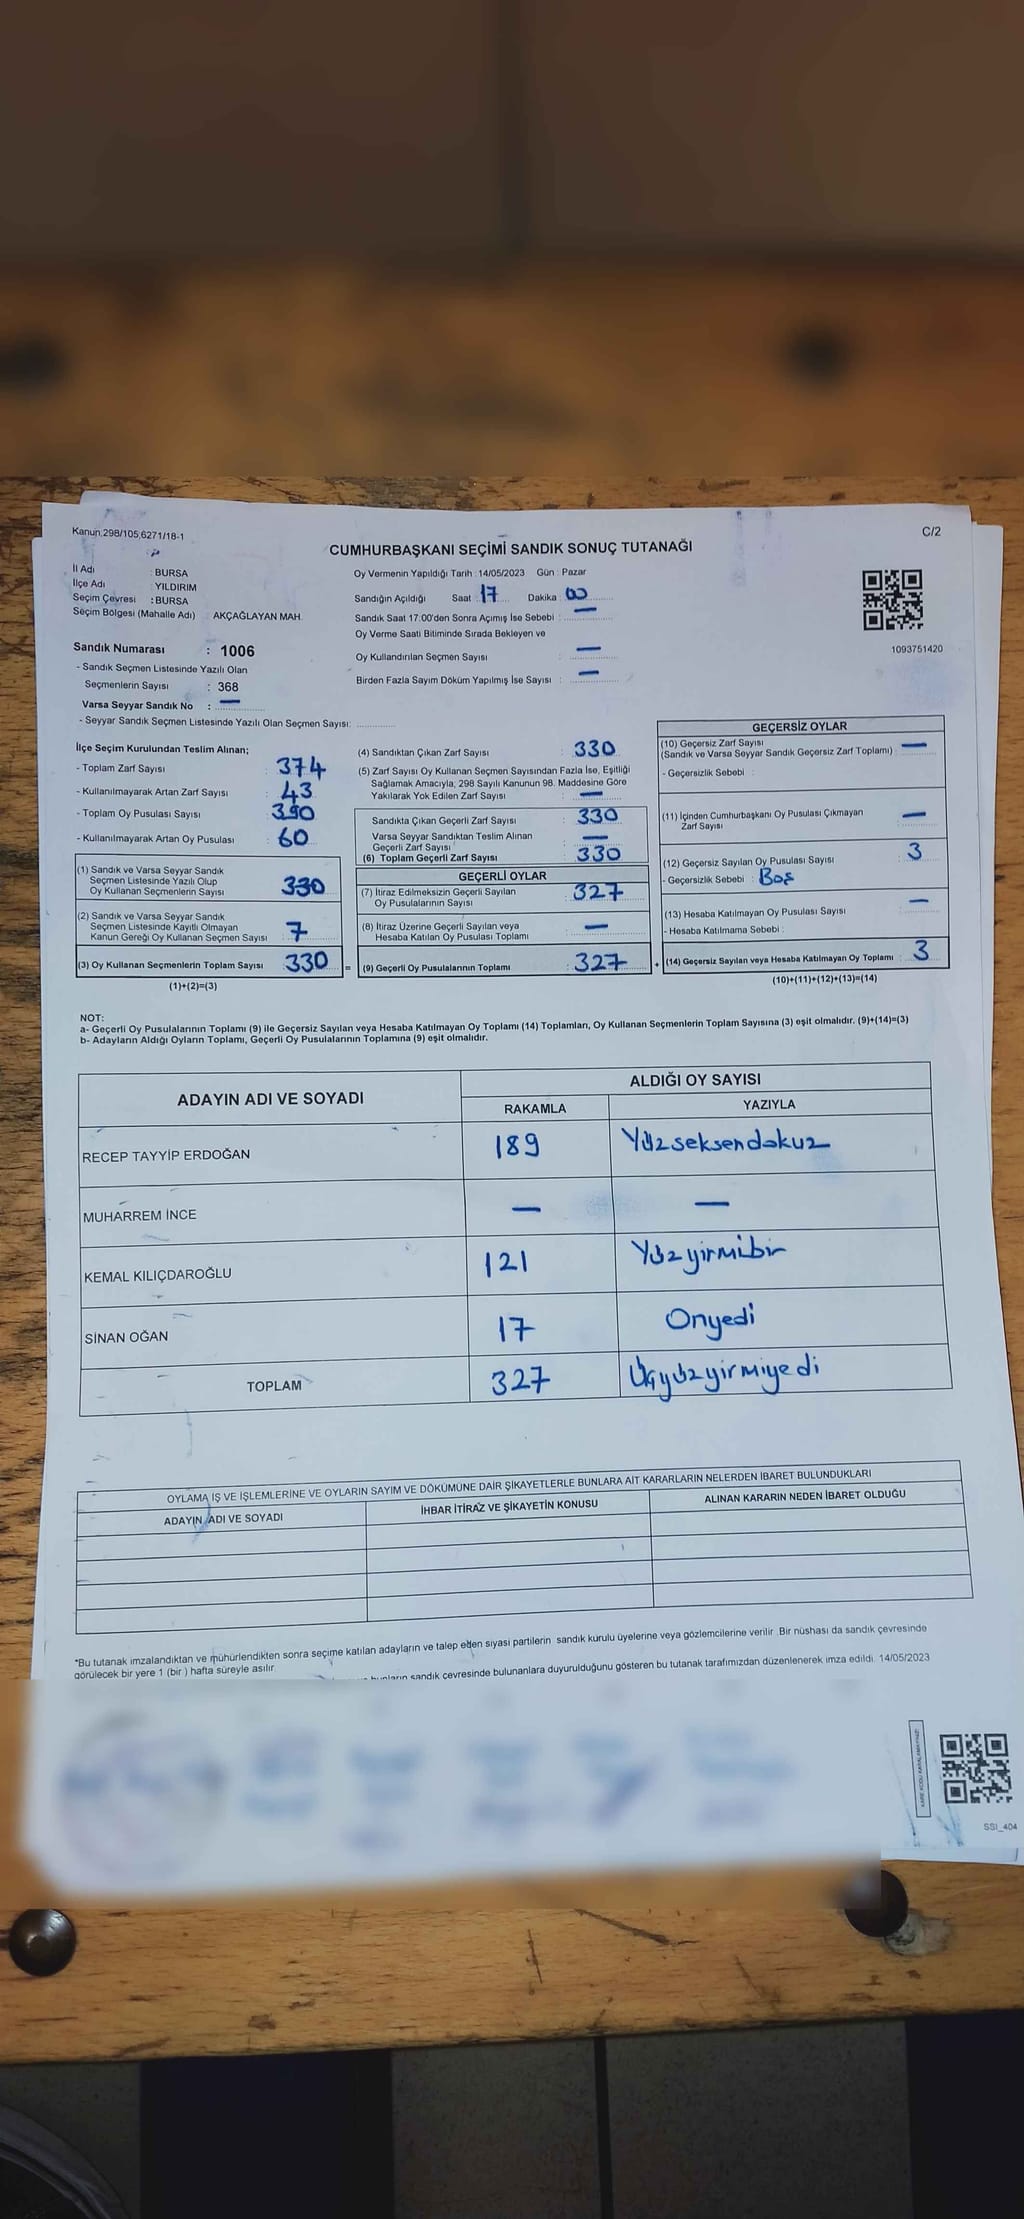 Kanun:298/105,6271/18-1
C/2
CUMHURBAŞKANI SEÇİMİ SANDIK SONUÇ TUTANAĞI
İl Adı : BURSA
İlçe Adı : YILDIRIM
Seçim Çevresi : BURSA
Seçim Bölgesi (Mahalle Adı) AKÇAĞLAYAN MAH.
Sandık Numarası : 1006
- Sandık Seçmen Listesinde Yazılı Olan
Seçmenlerin Sayısı : 368
Varsa Seyyar Sandık No : —
- Seyyar Sandık Seçmen Listesinde Yazılı Olan Seçmen Sayısı:
Oy Vermenin Yapıldığı Tarih : 14/05/2023 Gün : Pazar
Sandığın Açıldığı Saat 17 Dakika 00
Sandık Saat 17:00'den Sonra Açımış İse Sebebi : —
Oy Verme Saati Bitiminde Sırada Bekleyen ve
Oy Kullandırılan Seçmen Sayısı : —
Birden Fazla Sayım Döküm Yapılmış İse Sayısı : —
1093751420
İlçe Seçim Kurulundan Teslim Alınan;
- Toplam Zarf Sayısı : 374
- Kullanılmayarak Artan Zarf Sayısı : 43
- Toplam Oy Pusulası Sayısı : 390
- Kullanılmayarak Artan Oy Pusulası : 60
(1) Sandık ve Varsa Seyyar Sandık
Seçmen Listesinde Yazılı Olup
Oy Kullanan Seçmenlerin Sayısı 330
(2) Sandık ve Varsa Seyyar Sandık
Seçmen Listesinde Kayıtlı Olmayan
Kanun Gereği Oy Kullanan Seçmen Sayısı 7
(3) Oy Kullanan Seçmenlerin Toplam Sayısı 330
(1)+(2)=(3)
=
(4) Sandıktan Çıkan Zarf Sayısı : 330
(5) Zarf Sayısı Oy Kullanan Seçmen Sayısından Fazla İse, Eşitliği
Sağlamak Amacıyla, 298 Sayılı Kanunun 98. Maddesine Göre
Yakılarak Yok Edilen Zarf Sayısı : —
Sandıkta Çıkan Geçerli Zarf Sayısı : 330
Varsa Seyyar Sandıktan Teslim Alınan
Geçerli Zarf Sayısı : —
(6) Toplam Geçerli Zarf Sayısı : 330
GEÇERLİ OYLAR
(7) İtiraz Edilmeksizin Geçerli Sayılan
Oy Pusulalarının Sayısı : 327
(8) İtiraz Üzerine Geçerli Sayılan veya
Hesaba Katılan Oy Pusulası Toplamı : —
(9) Geçerli Oy Pusulalarının Toplamı : 327
+
GEÇERSİZ OYLAR
(10) Geçersiz Zarf Sayısı
(Sandık ve Varsa Seyyar Sandık Geçersiz Zarf Toplamı) : —
- Geçersizlik Sebebi :
(11) İçinden Cumhurbaşkanı Oy Pusulası Çıkmayan
Zarf Sayısı : —
(12) Geçersiz Sayılan Oy Pusulası Sayısı : 3
- Geçersizlik Sebebi : Boş
(13) Hesaba Katılmayan Oy Pusulası Sayısı : —
- Hesaba Katılmama Sebebi :
(14) Geçersiz Sayılan veya Hesaba Katılmayan Oy Toplamı : 3
(10)+(11)+(12)+(13)=(14)
NOT:
a- Geçerli Oy Pusulalarının Toplamı (9) ile Geçersiz Sayılan veya Hesaba Katılmayan Oy Toplamı (14) Toplamları, Oy Kullanan Seçmenlerin Toplam Sayısına (3) eşit olmalıdır. (9)+(14)=(3)
b- Adayların Aldığı Oyların Toplamı, Geçerli Oy Pusulalarının Toplamına (9) eşit olmalıdır.
ADAYIN ADI VE SOYADI
ALDIĞI OY SAYISI
RAKAMLA YAZIYLA
RECEP TAYYİP ERDOĞAN 189 Yüzseksendokuz
MUHARREM İNCE — —
KEMAL KILIÇDAROĞLU 121 Yüzyirmibir
SİNAN OĞAN 17 Onyedi
TOPLAM 327 Üçyüzyirmiyedi
OYLAMA İŞ VE İŞLEMLERİNE VE OYLARIN SAYIM VE DÖKÜMÜNE DAİR ŞİKAYETLERLE BUNLARA AİT KARARLARIN NELERDEN İBARET BULUNDUKLARI
ADAYIN ADI VE SOYADI İHBAR İTİRAZ VE ŞİKAYETİN KONUSU ALINAN KARARIN NEDEN İBARET OLDUĞU
*Bu tutanak imzalandıktan ve mühürlendikten sonra seçime katılan adayların ve talep eden siyasi partilerin sandık kurulu üyelerine veya gözlemcilerine verilir. Bir nüshası da sandık çevresinde
görülecek bir yere 1 (bir) hafta süreyle asılır.
sandık çevresinde bulunanlara duyurulduğunu gösteren bu tutanak tarafımızdan düzenlenerek imza edildi. 14/05/2023
SSI_404